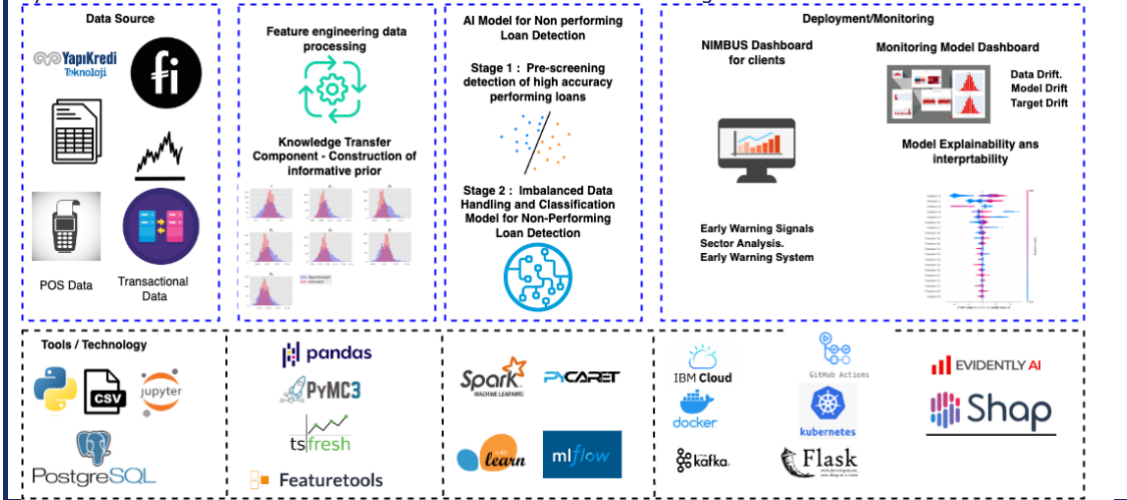 Data Source
YapıKredi
Teknoloji
fi
POS Data
Transactional
Data
Feature engineering data
processing
Knowledge Transfer
Component - Construction of
informative prior
AI Model for Non performing
Loan Detection
Stage 1 : Pre-screening
detection of high accuracy
performing loans
Stage 2 : Imbalanced Data
Handling and Classification
Model for Non-Performing
Loan Detection
Deployment/Monitoring
NIMBUS Dashboard
for clients
Early Warning Signals
Sector Analysis.
Early Warning System
Monitoring Model Dashboard
Data Drift.
Model Drift
Target Drift
Model Explainability ans
interprtability
Tools / Technology
CSV
jupyter
PostgreSQL
pandas
PYMC3
tsfresh
Featuretools
Spark
MACHINE LEARNING
PYCARET
learn
mlflow
IBM Cloud
docker
kafka
GitHub Actions
kubernetes
Flask
EVIDENTLY AI
Shap